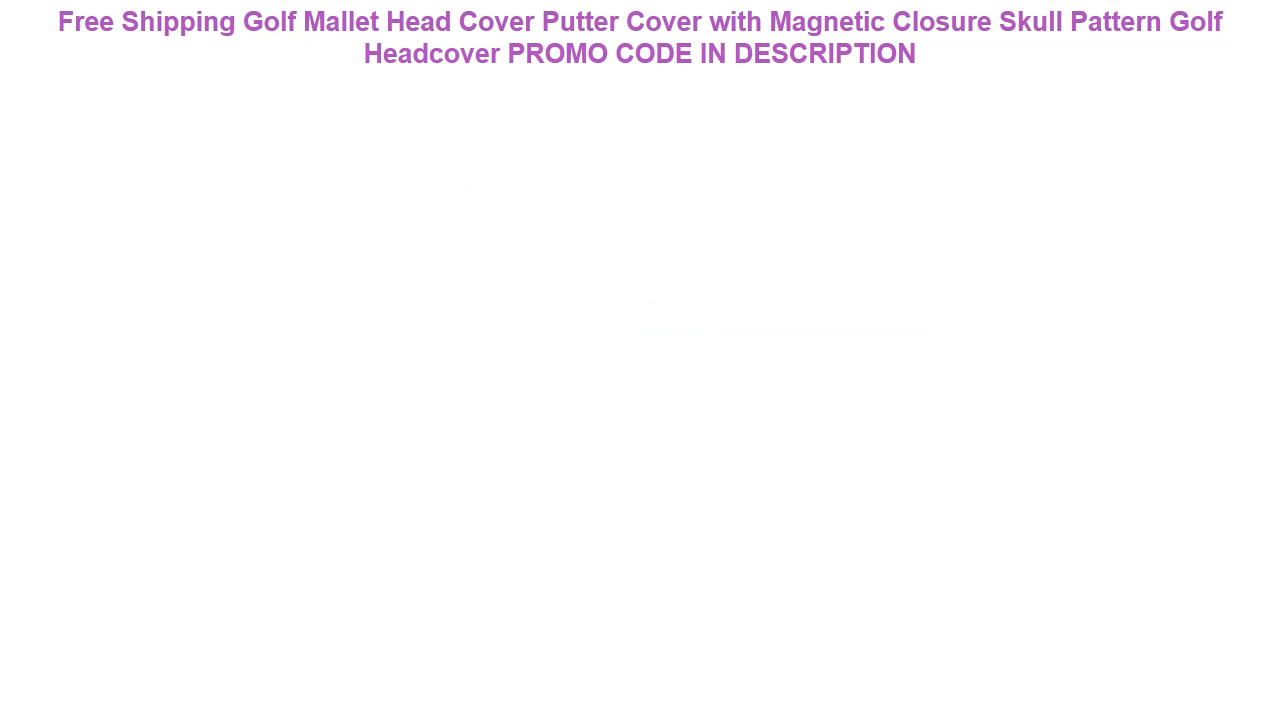 Free Shipping Golf Mallet Head Cover Putter Cover with Magnetic Closure Skull Pattern Golf
Headcover PROMO CODE IN DESCRIPTION